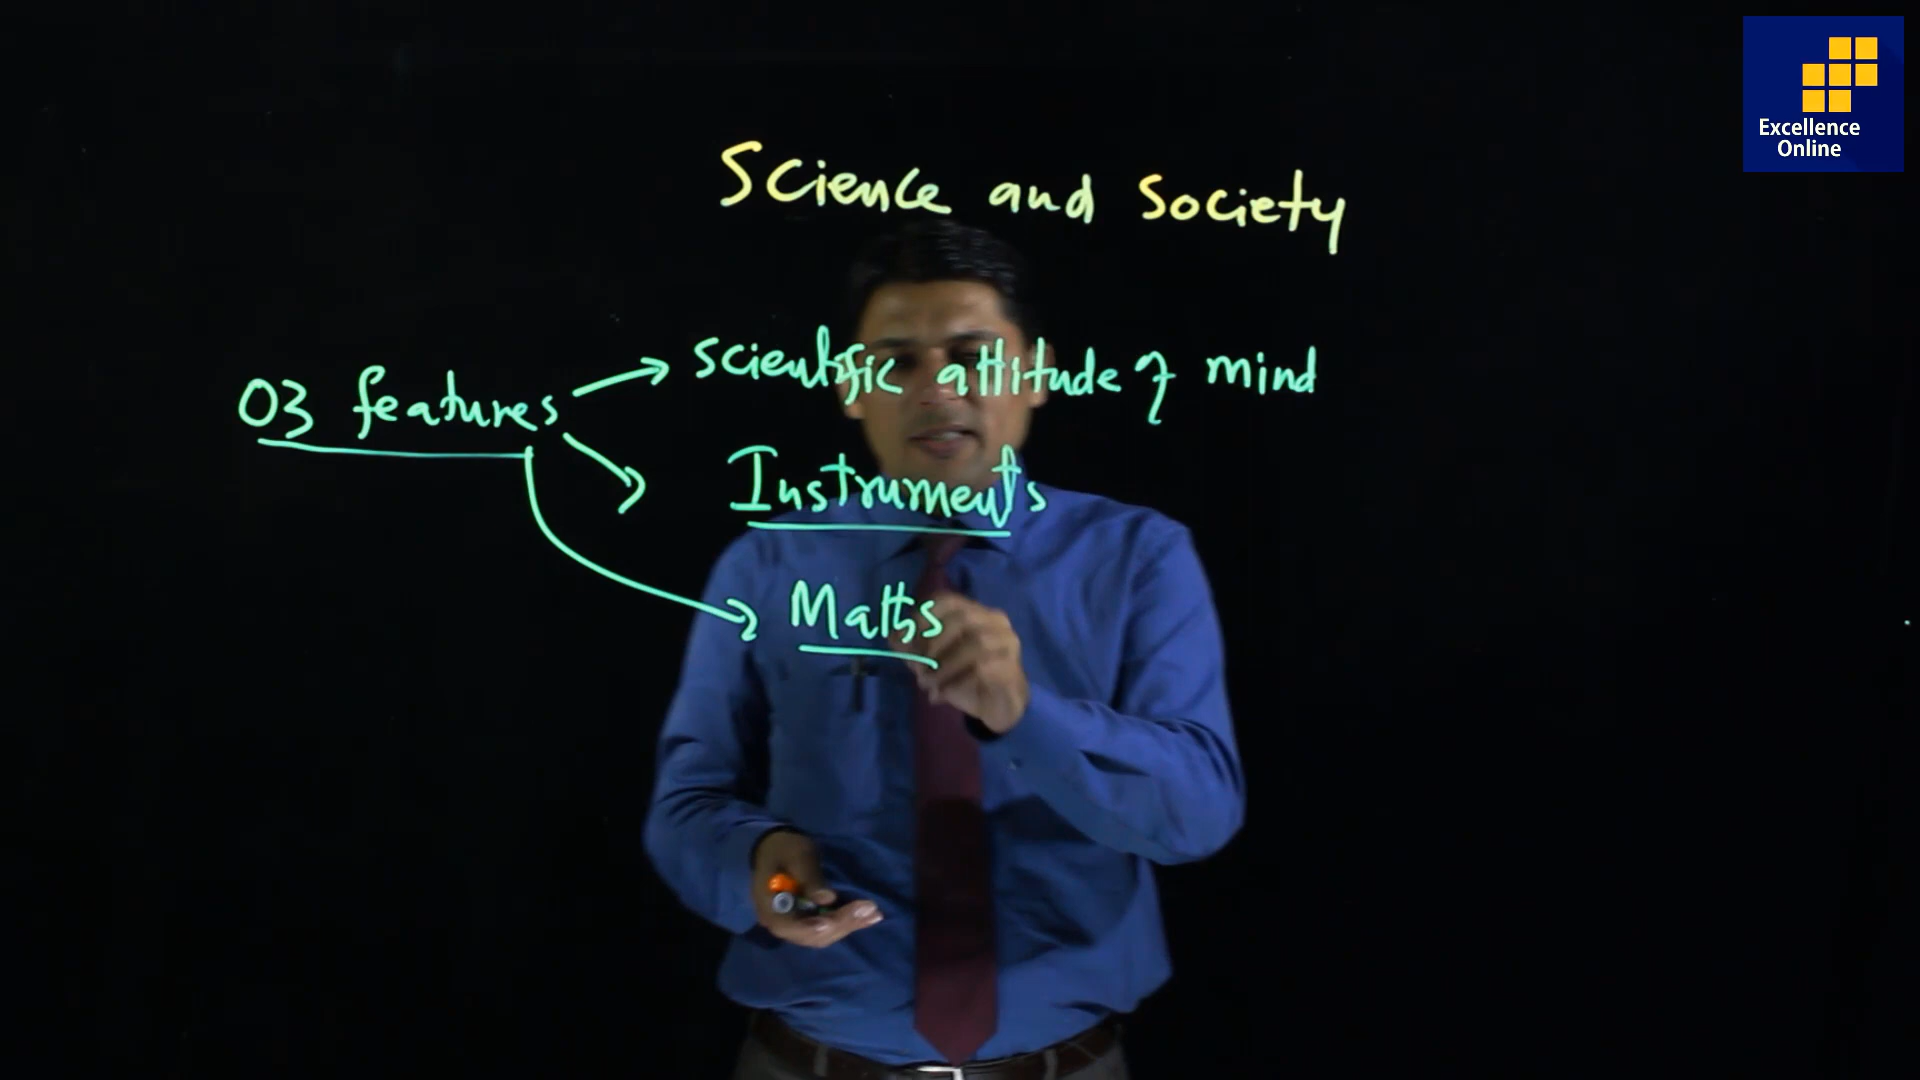 Excellence
Online
Science and Society
03 features
scientific attitude of mind
Instruments
Maths